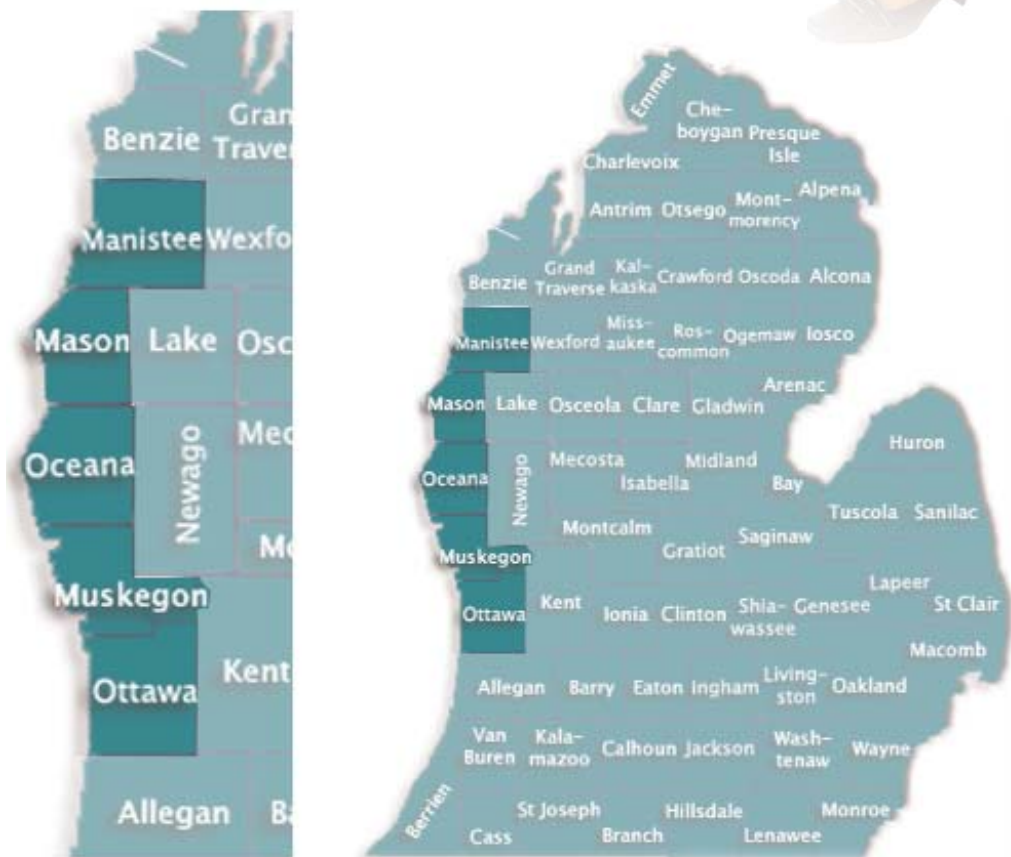 Benzie
Gran
Traver
Manistee
Wexfo
Mason
Lake
Osc
Oceana
Newago
Mec
Mo
Muskegon
Ottawa
Kent
Allegan
Ba
Emmet
Che-
boygan
Presque
Isle
Charlevoix
Antrim
Otsego
Mont-
morency
Alpena
Benzie
Grand
Traverse
Kal-
kaska
Crawford
Oscoda
Alcona
Manistee
Wexford
Miss-
aukee
Ros-
common
Ogemaw
Iosco
Mason
Lake
Osceola
Clare
Gladwin
Arenac
Huron
Oceana
Newago
Mecosta
Isabella
Midland
Bay
Tuscola
Sanilac
Montcalm
Gratiot
Saginaw
Muskegon
Ottawa
Kent
Ionia
Clinton
Shia-
wassee
Genesee
Lapeer
St Clair
Macomb
Allegan
Barry
Eaton
Ingham
Living-
ston
Oakland
Van
Buren
Kala-
mazoo
Calhoun
Jackson
Wash-
tenaw
Wayne
Berrien
Cass
St Joseph
Branch
Hillsdale
Lenawee
Monroe